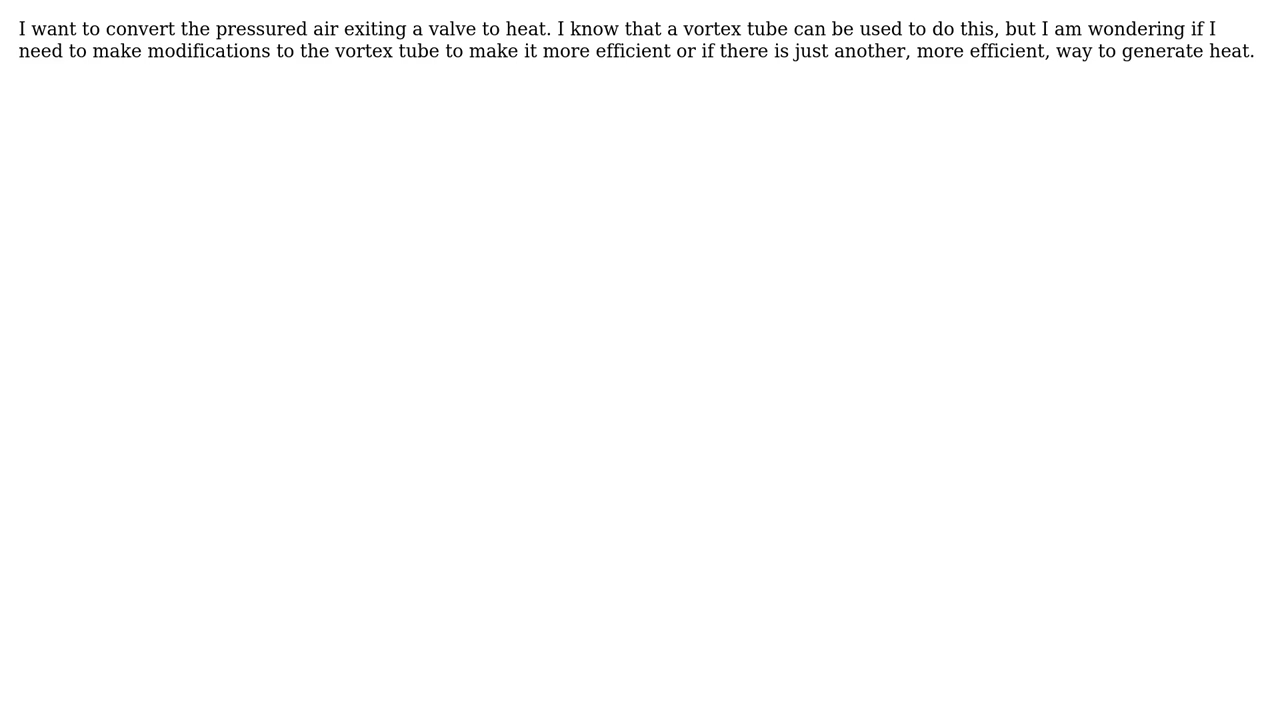 I want to convert the pressured air exiting a valve to heat. I know that a vortex tube can be used to do this, but I am wondering if I
need to make modifications to the vortex tube to make it more efficient or if there is just another, more efficient, way to generate heat.